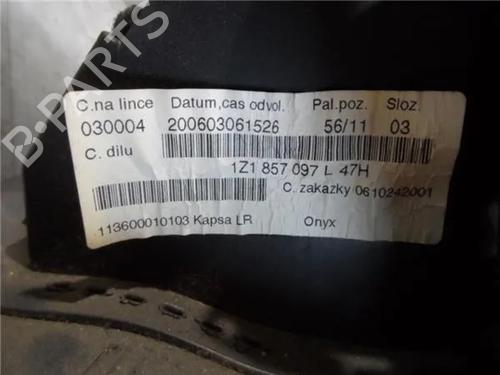 B-PARTS
C.na lince Datum,cas odvol. Pal.poz. Sloz.
030004 200603061526 56/11 03
C. dilu
1Z1 857 097 L 47H
C. zakazky 0610242001
113600010103 Kapsa LR Onyx